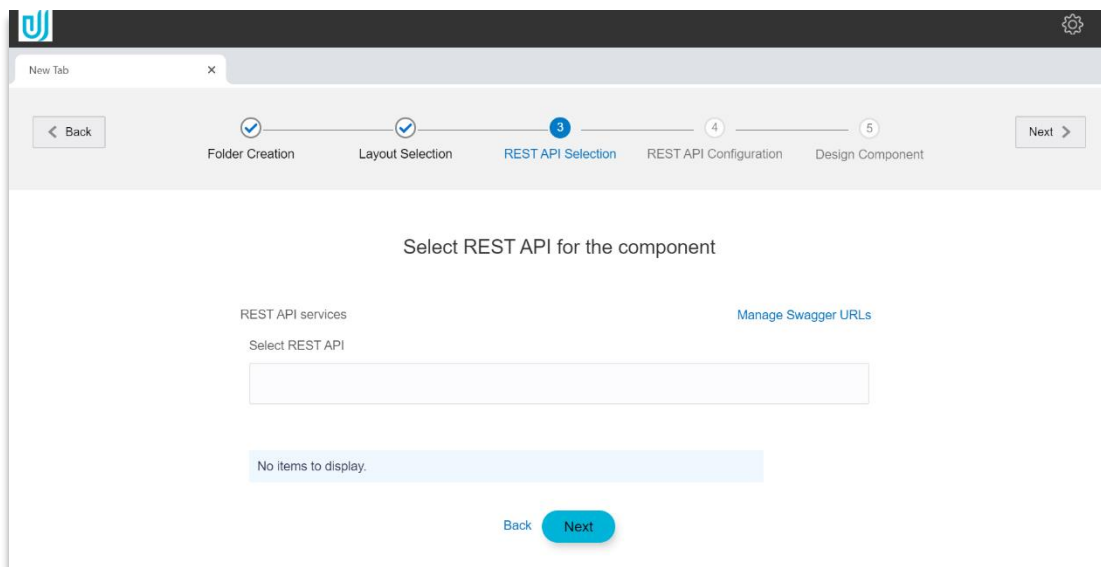 New Tab
Back
3
4
5
Next
Folder Creation
Layout Selection
REST API Selection
REST API Configuration
Design Component
Select REST API for the component
REST API services
Manage Swagger URLs
Select REST API
No items to display.
Back
Next